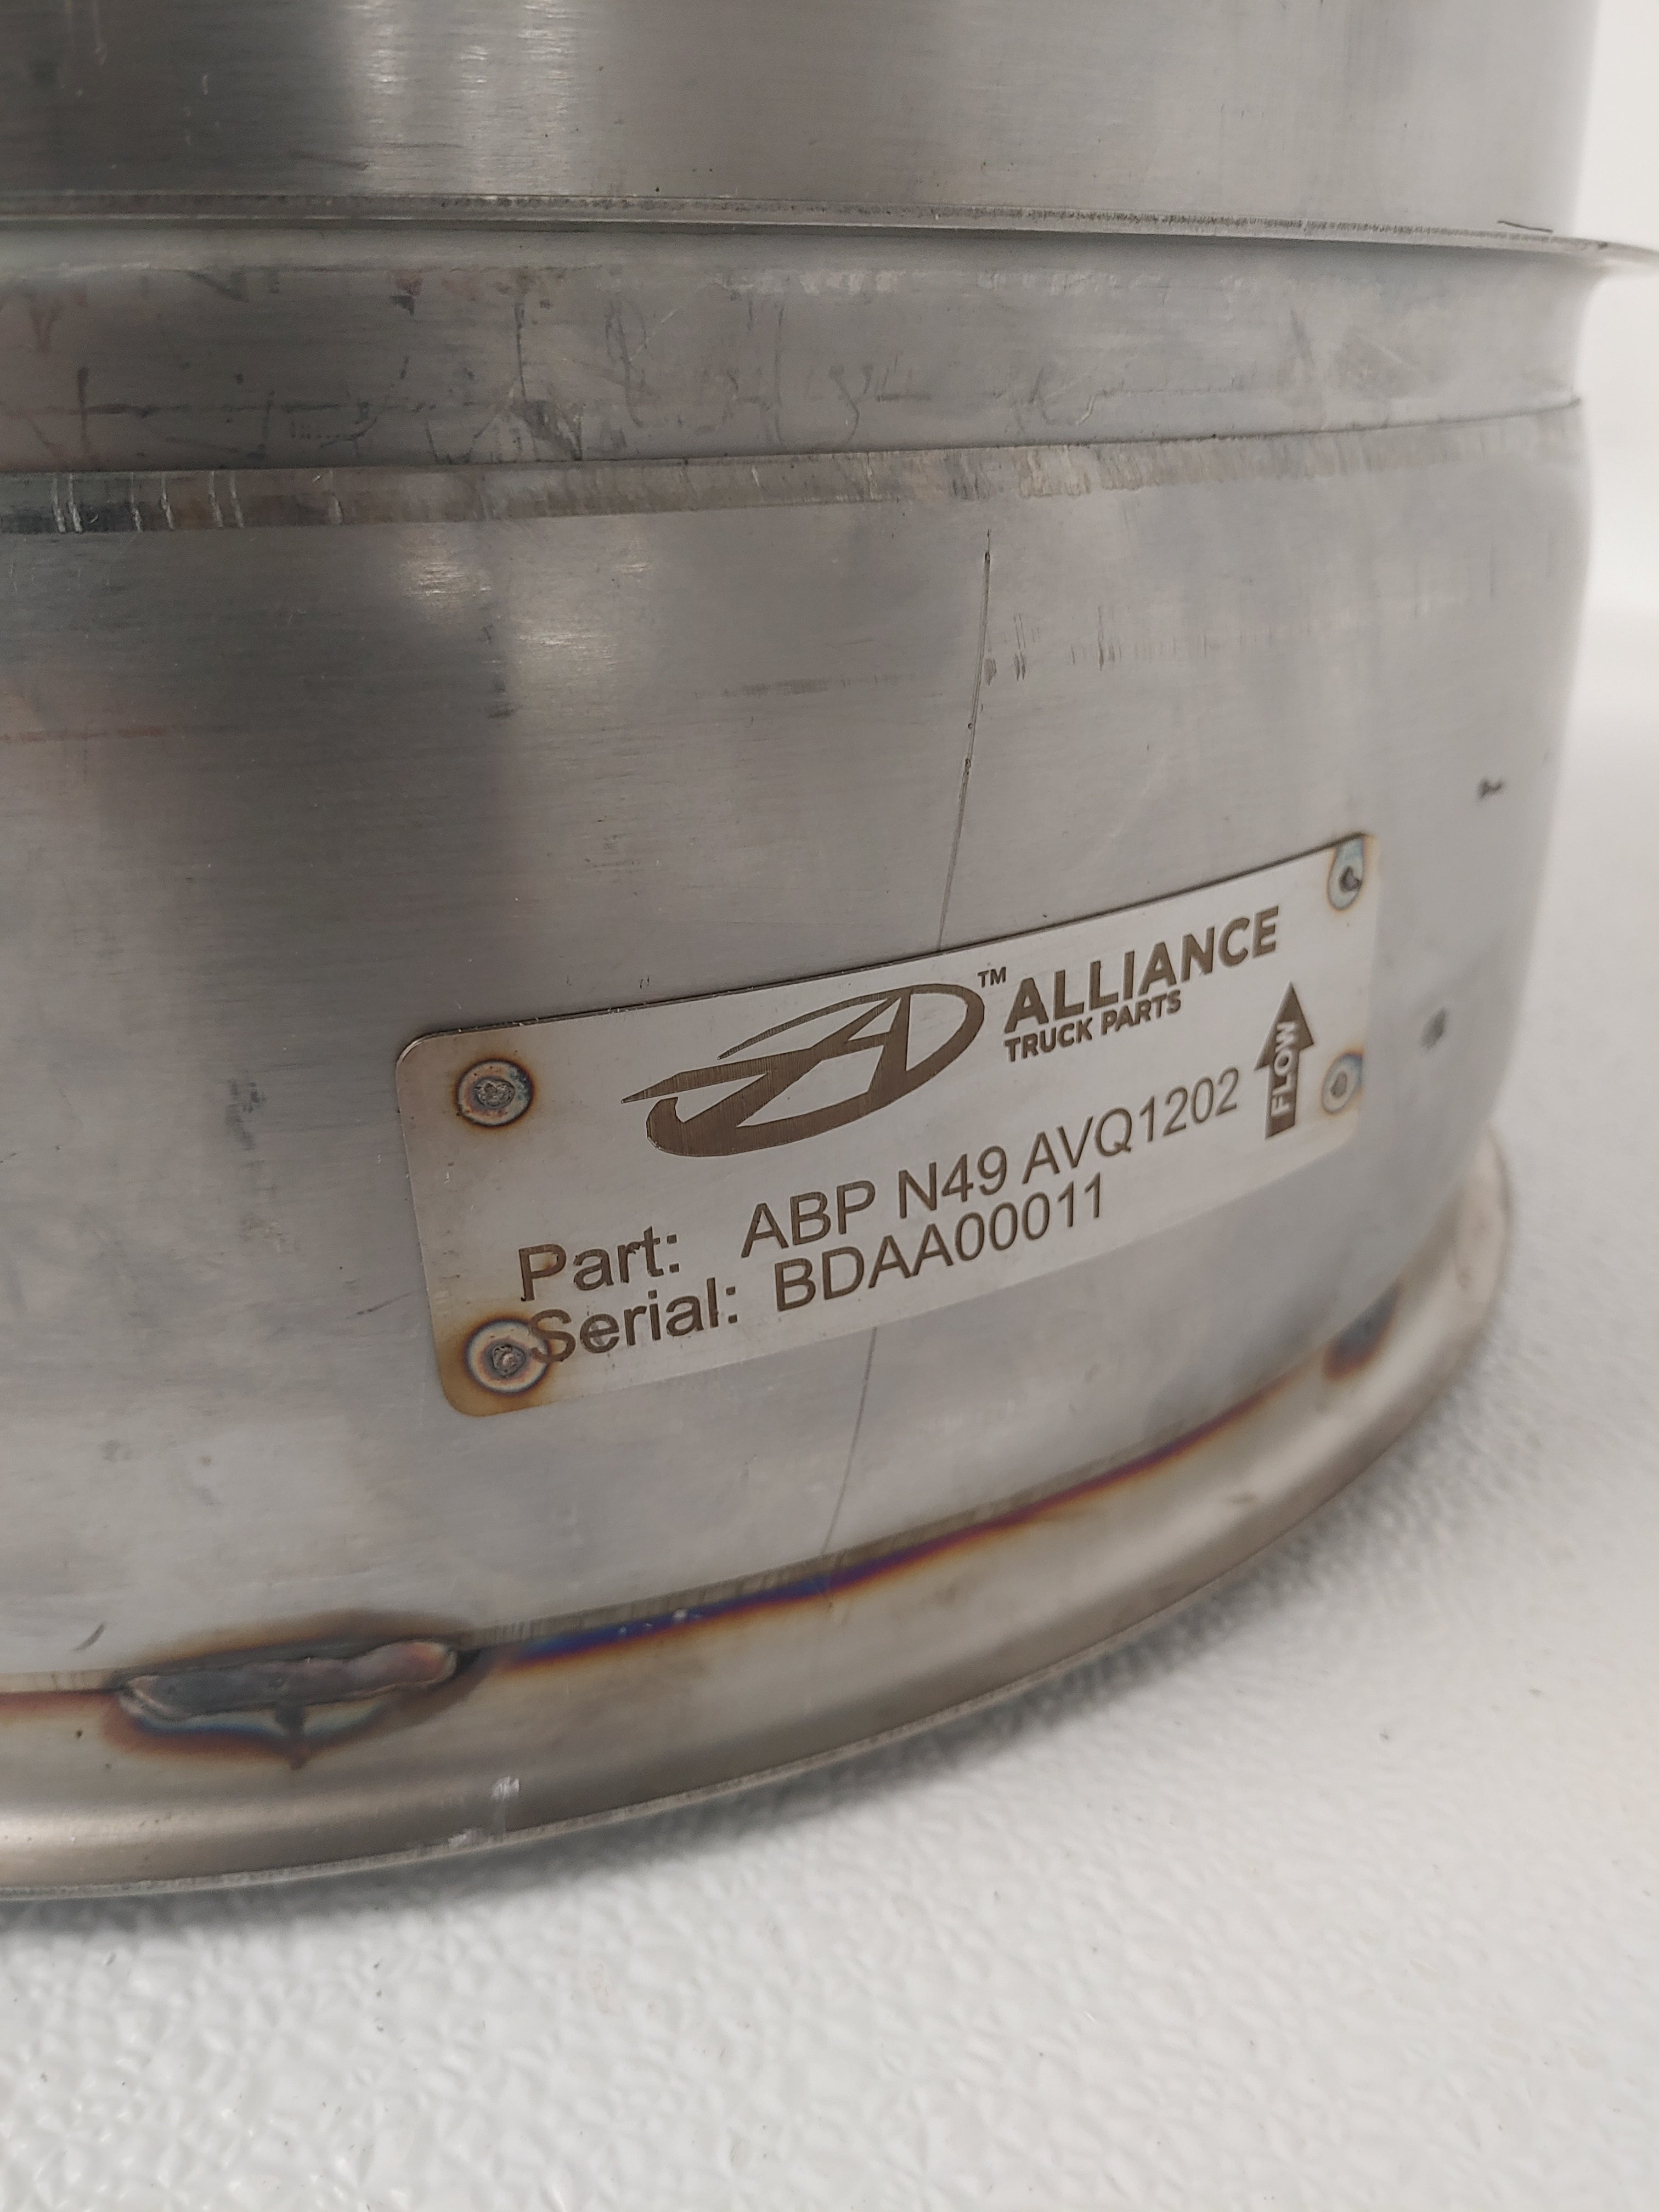 ™ ALLIANCE
TRUCK PARTS
Part: ABP N49 AVQ1202
Serial: BDAA00011
FLOW